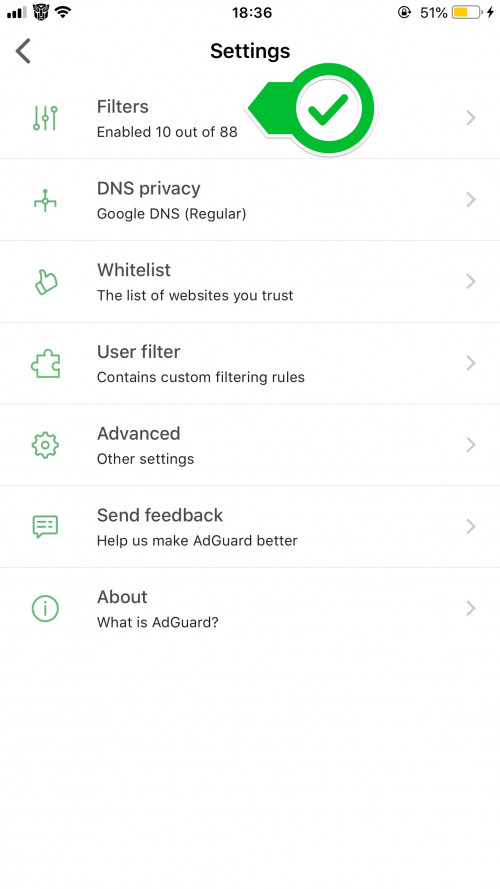 18:36
51%
Settings
Filters
Enabled 10 out of 88
DNS privacy
Google DNS (Regular)
Whitelist
The list of websites you trust
User filter
Contains custom filtering rules
Advanced
Other settings
Send feedback
Help us make AdGuard better
About
What is AdGuard?